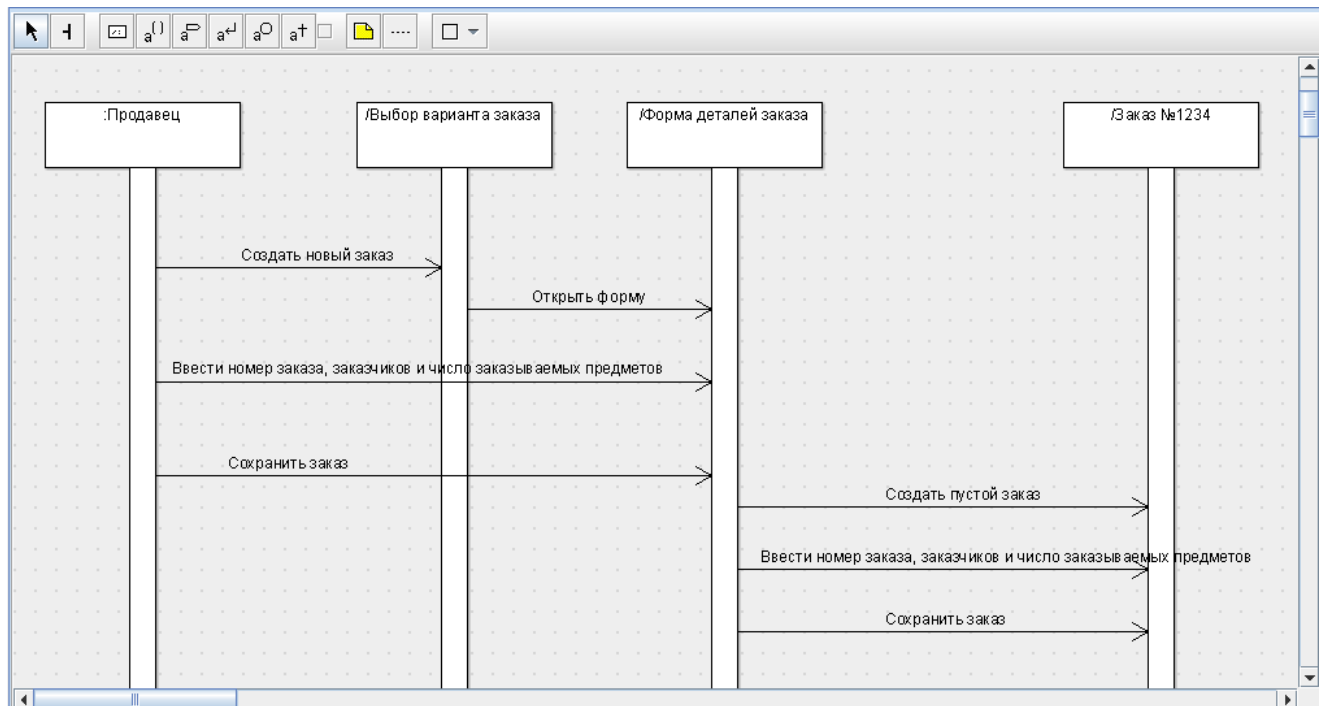 :Продавец
/Выбор варианта заказа
/Форма деталей заказа
/Заказ №1234
Создать новый заказ
Открыть форму
Ввести номер заказа, заказчиков и число заказываемых предметов
Сохранить заказ
Создать пустой заказ
Ввести номер заказа, заказчиков и число заказываемых предметов
Сохранить заказ